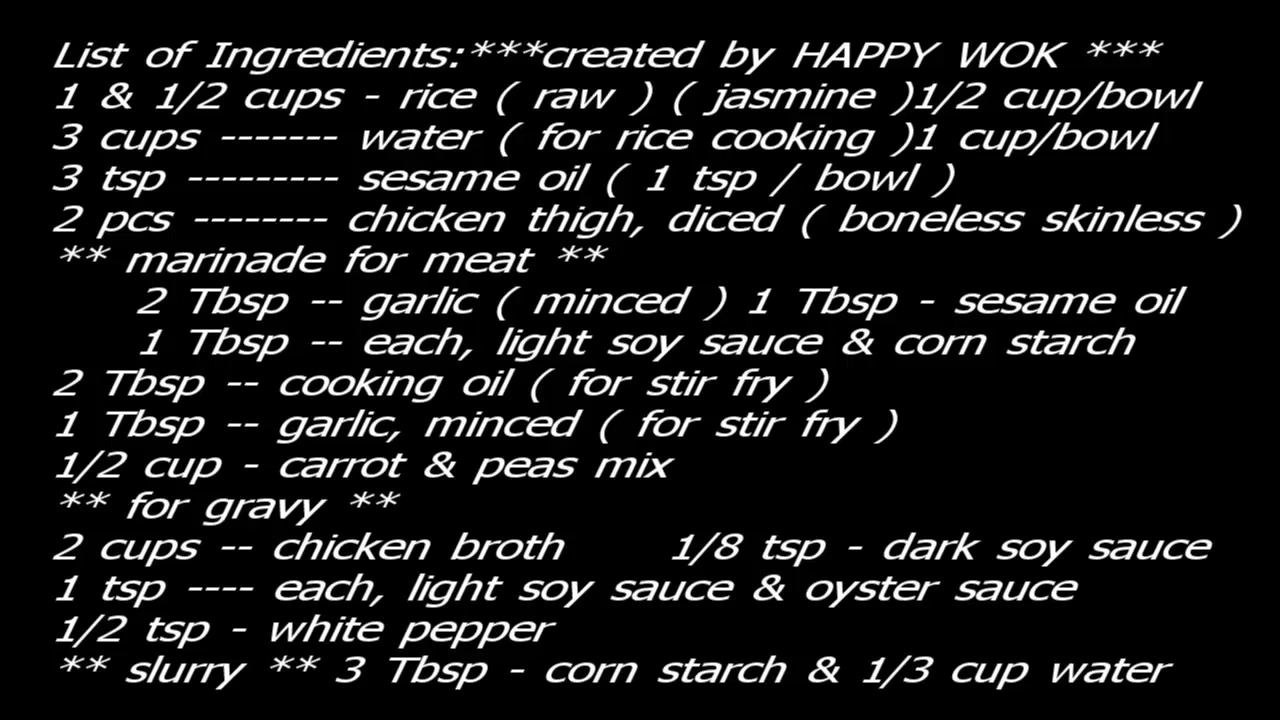 List of Ingredients:***created by HAPPY WOK ***
1 & 1/2 cups - rice ( raw ) ( jasmine )1/2 cup/bowl
3 cups ------- water ( for rice cooking )1 cup/bowl
3 tsp --------- sesame oil ( 1 tsp / bowl )
2 pcs -------- chicken thigh, diced ( boneless skinless )
** marinade for meat **
2 Tbsp -- garlic ( minced ) 1 Tbsp - sesame oil
1 Tbsp -- each, light soy sauce & corn starch
2 Tbsp -- cooking oil ( for stir fry )
1 Tbsp -- garlic, minced ( for stir fry )
1/2 cup - carrot & peas mix
** for gravy **
2 cups -- chicken broth 1/8 tsp - dark soy sauce
1 tsp ---- each, light soy sauce & oyster sauce
1/2 tsp - white pepper
** slurry ** 3 Tbsp - corn starch & 1/3 cup water